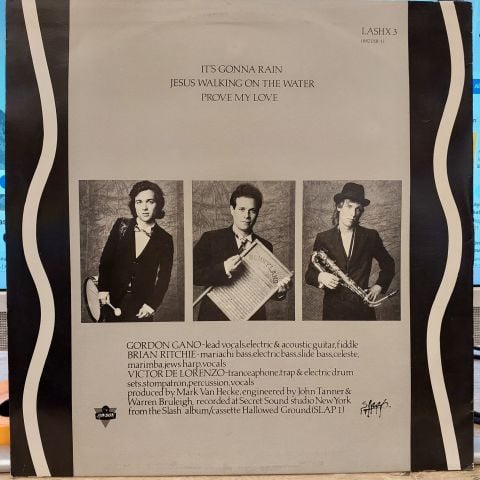 LASHX 3
IT'S GONNA RAIN
JESUS WALKING ON THE WATER
PROVE MY LOVE
GORDON GANO-lead vocals,electric & acoustic guitar,fiddle
BRIAN RITCHIE-mariachi bass,electric bass,slide bass,celeste,
marimba,jews harp,vocals
VICTOR DE LORENZO-tranceaphone,trap & electric drum
sets,stompatron,percussion,vocals
produced by Mark Van Hecke,engineered by John Tanner &
Warren Bruleigh, recorded at Secret Sound studio New York
from the Slash album/cassette Hallowed Ground(SLAP 1)
LONDON